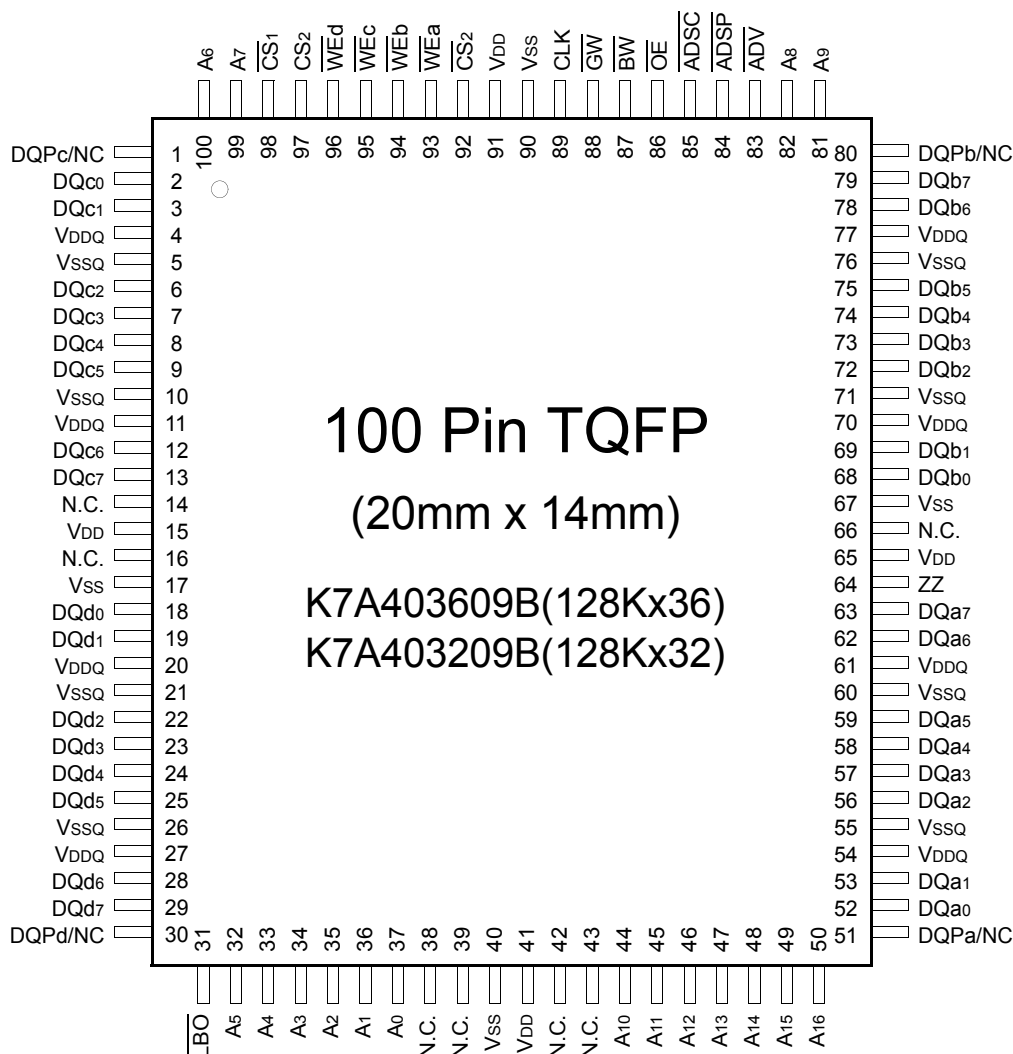 A6 A7 CS1 CS2 WEd WEc WEb WEa CS2 VDD VSS CLK GW BW OE ADSC ADSP ADV A8 A9
100 99 98 97 96 95 94 93 92 91 90 89 88 87 86 85 84 83 82 81
DQPc/NC 1 80 DQPb/NC
DQc0 2 79 DQb7
DQc1 3 78 DQb6
VDDQ 4 77 VDDQ
VSSQ 5 76 VSSQ
DQc2 6 75 DQb5
DQc3 7 74 DQb4
DQc4 8 73 DQb3
DQc5 9 72 DQb2
VSSQ 10 71 VSSQ
VDDQ 11 70 VDDQ
DQc6 12 69 DQb1
DQc7 13 68 DQb0
N.C. 14 67 VSS
VDD 15 66 N.C.
N.C. 16 65 VDD
VSS 17 64 ZZ
DQd0 18 63 DQa7
DQd1 19 62 DQa6
VDDQ 20 61 VDDQ
VSSQ 21 60 VSSQ
DQd2 22 59 DQa5
DQd3 23 58 DQa4
DQd4 24 57 DQa3
DQd5 25 56 DQa2
VSSQ 26 55 VSSQ
VDDQ 27 54 VDDQ
DQd6 28 53 DQa1
DQd7 29 52 DQa0
DQPd/NC 30 51 DQPa/NC
100 Pin TQFP
(20mm x 14mm)
K7A403609B(128Kx36)
K7A403209B(128Kx32)
31 32 33 34 35 36 37 38 39 40 41 42 43 44 45 46 47 48 49 50
LBO A5 A4 A3 A2 A1 A0 N.C. N.C. VSS VDD N.C. N.C. A10 A11 A12 A13 A14 A15 A16